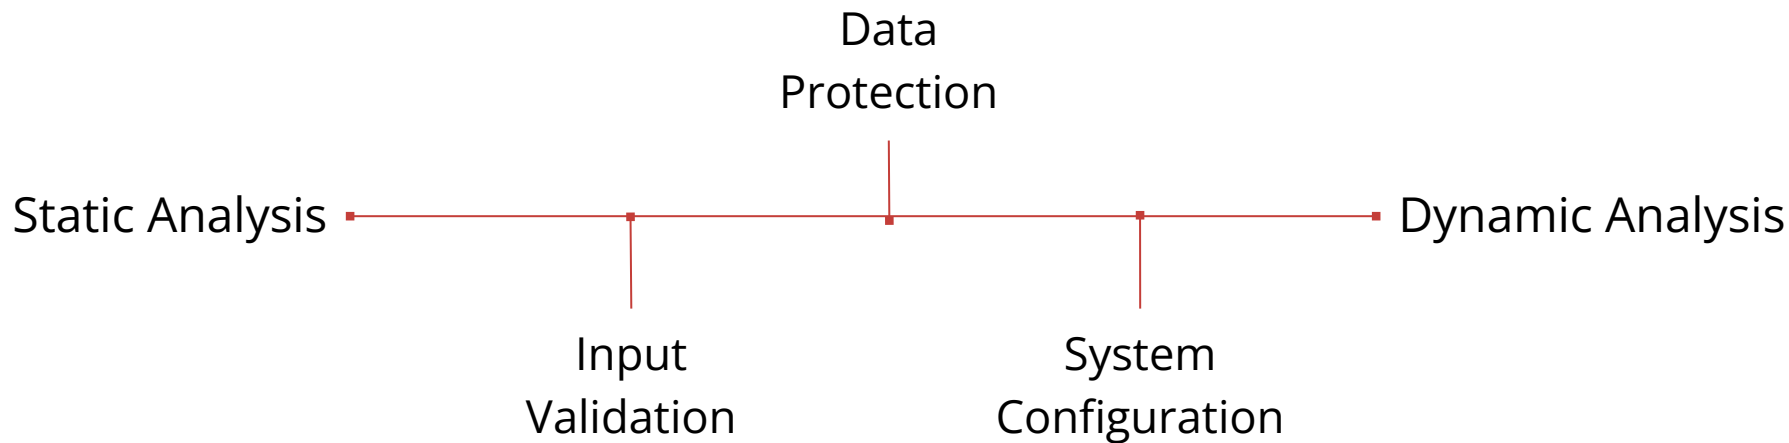 Data
Protection
Static Analysis
Dynamic Analysis
Input
Validation
System
Configuration